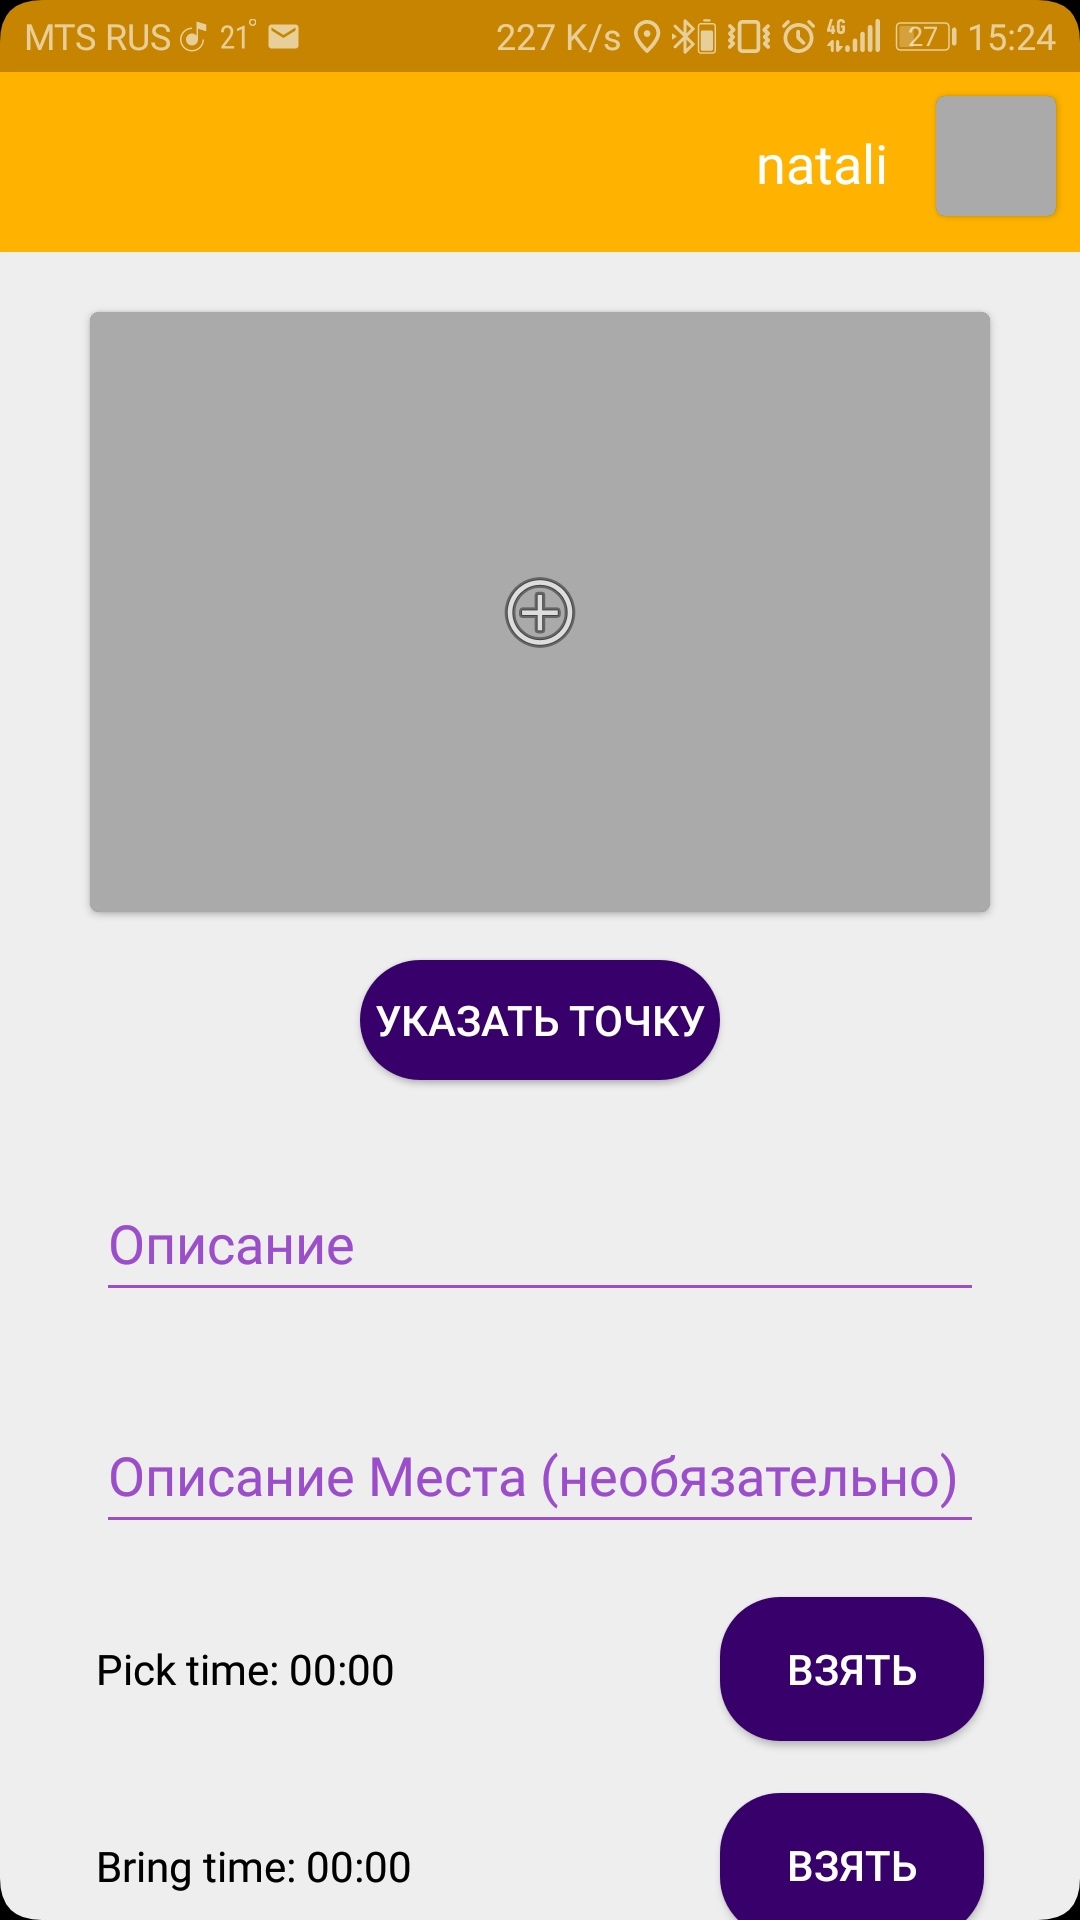 MTS RUS 21° 227 K/s 4G 27 15:24
natali
УКАЗАТЬ ТОЧКУ
Описание
Описание Места (необязательно)
Pick time: 00:00 ВЗЯТЬ
Bring time: 00:00 ВЗЯТЬ